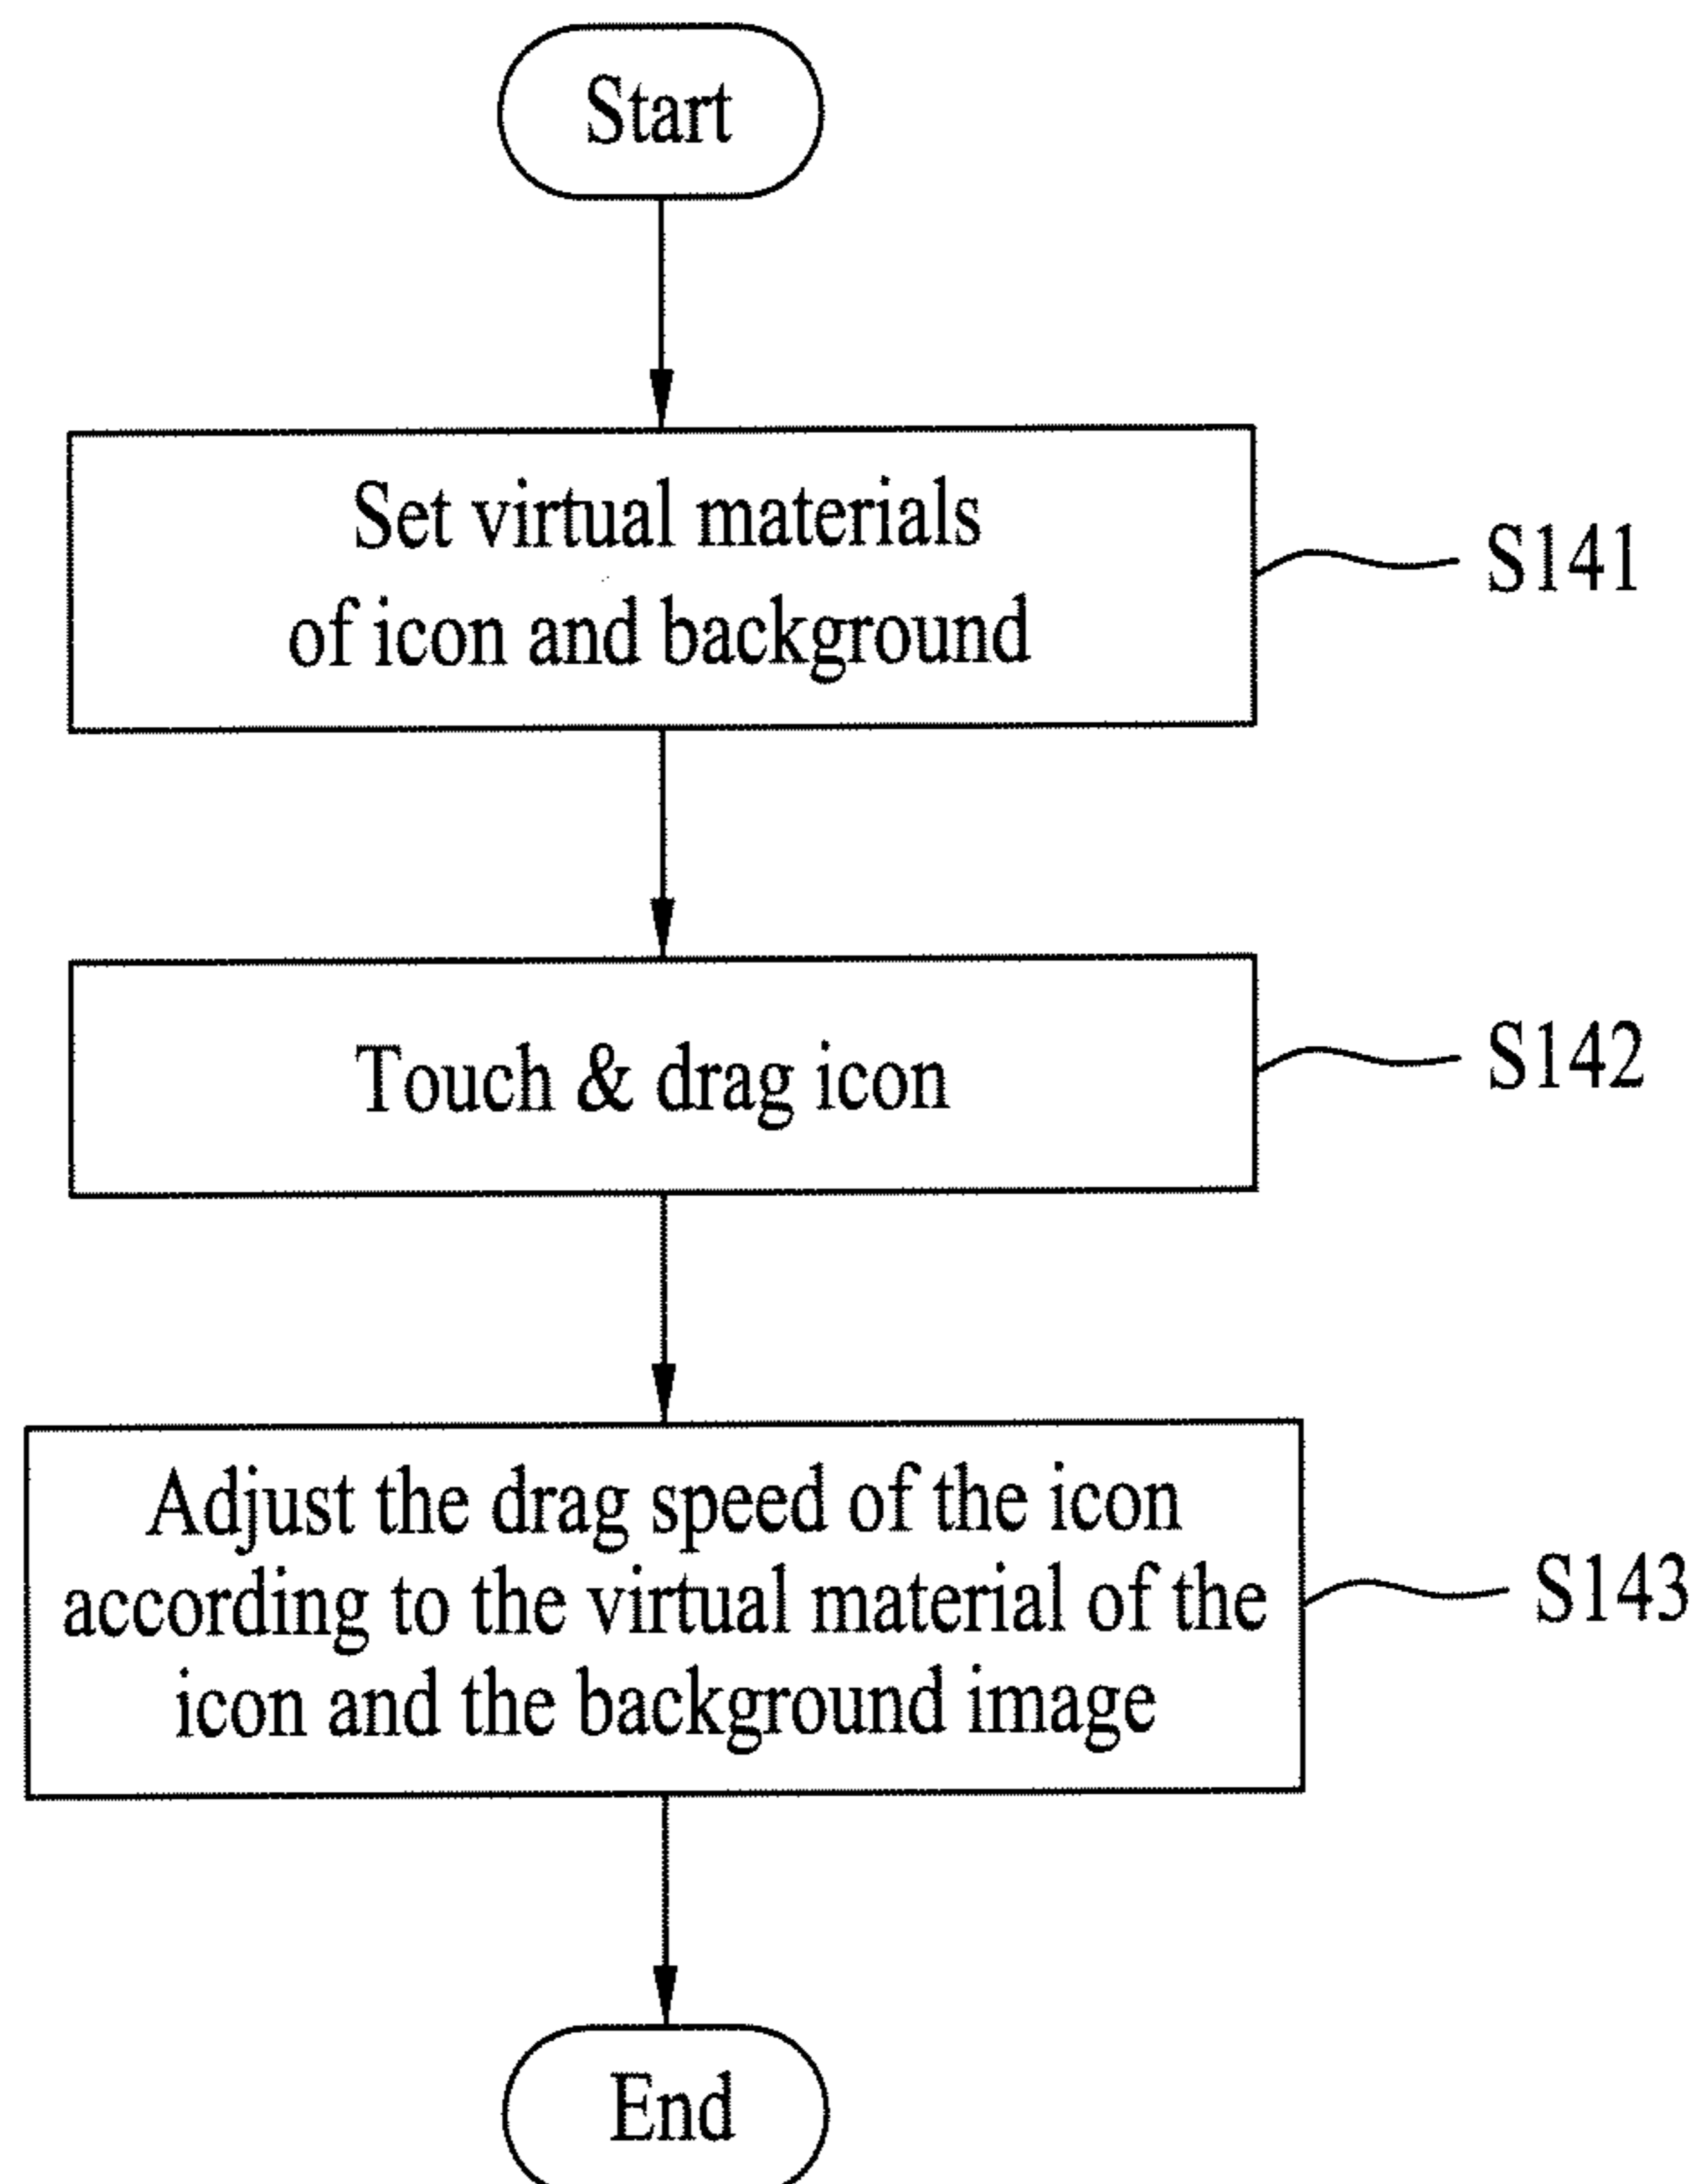 Start
Set virtual materials
of icon and background
S141
Touch & drag icon
S142
Adjust the drag speed of the icon
according to the virtual material of the
icon and the background image
S143
End